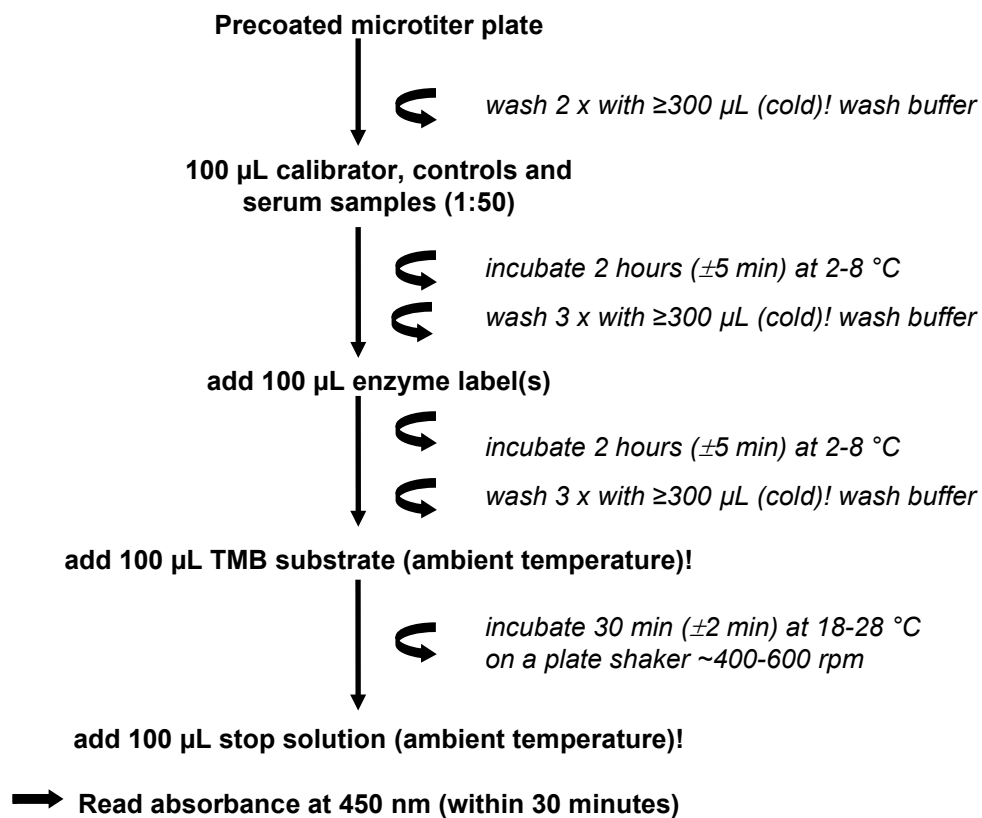 Precoated microtiter plate
wash 2 x with ≥300 µL (cold)! wash buffer
100 µL calibrator, controls and
serum samples (1:50)
incubate 2 hours (±5 min) at 2-8 °C
wash 3 x with ≥300 µL (cold)! wash buffer
add 100 µL enzyme label(s)
incubate 2 hours (±5 min) at 2-8 °C
wash 3 x with ≥300 µL (cold)! wash buffer
add 100 µL TMB substrate (ambient temperature)!
incubate 30 min (±2 min) at 18-28 °C
on a plate shaker ~400-600 rpm
add 100 µL stop solution (ambient temperature)!
Read absorbance at 450 nm (within 30 minutes)